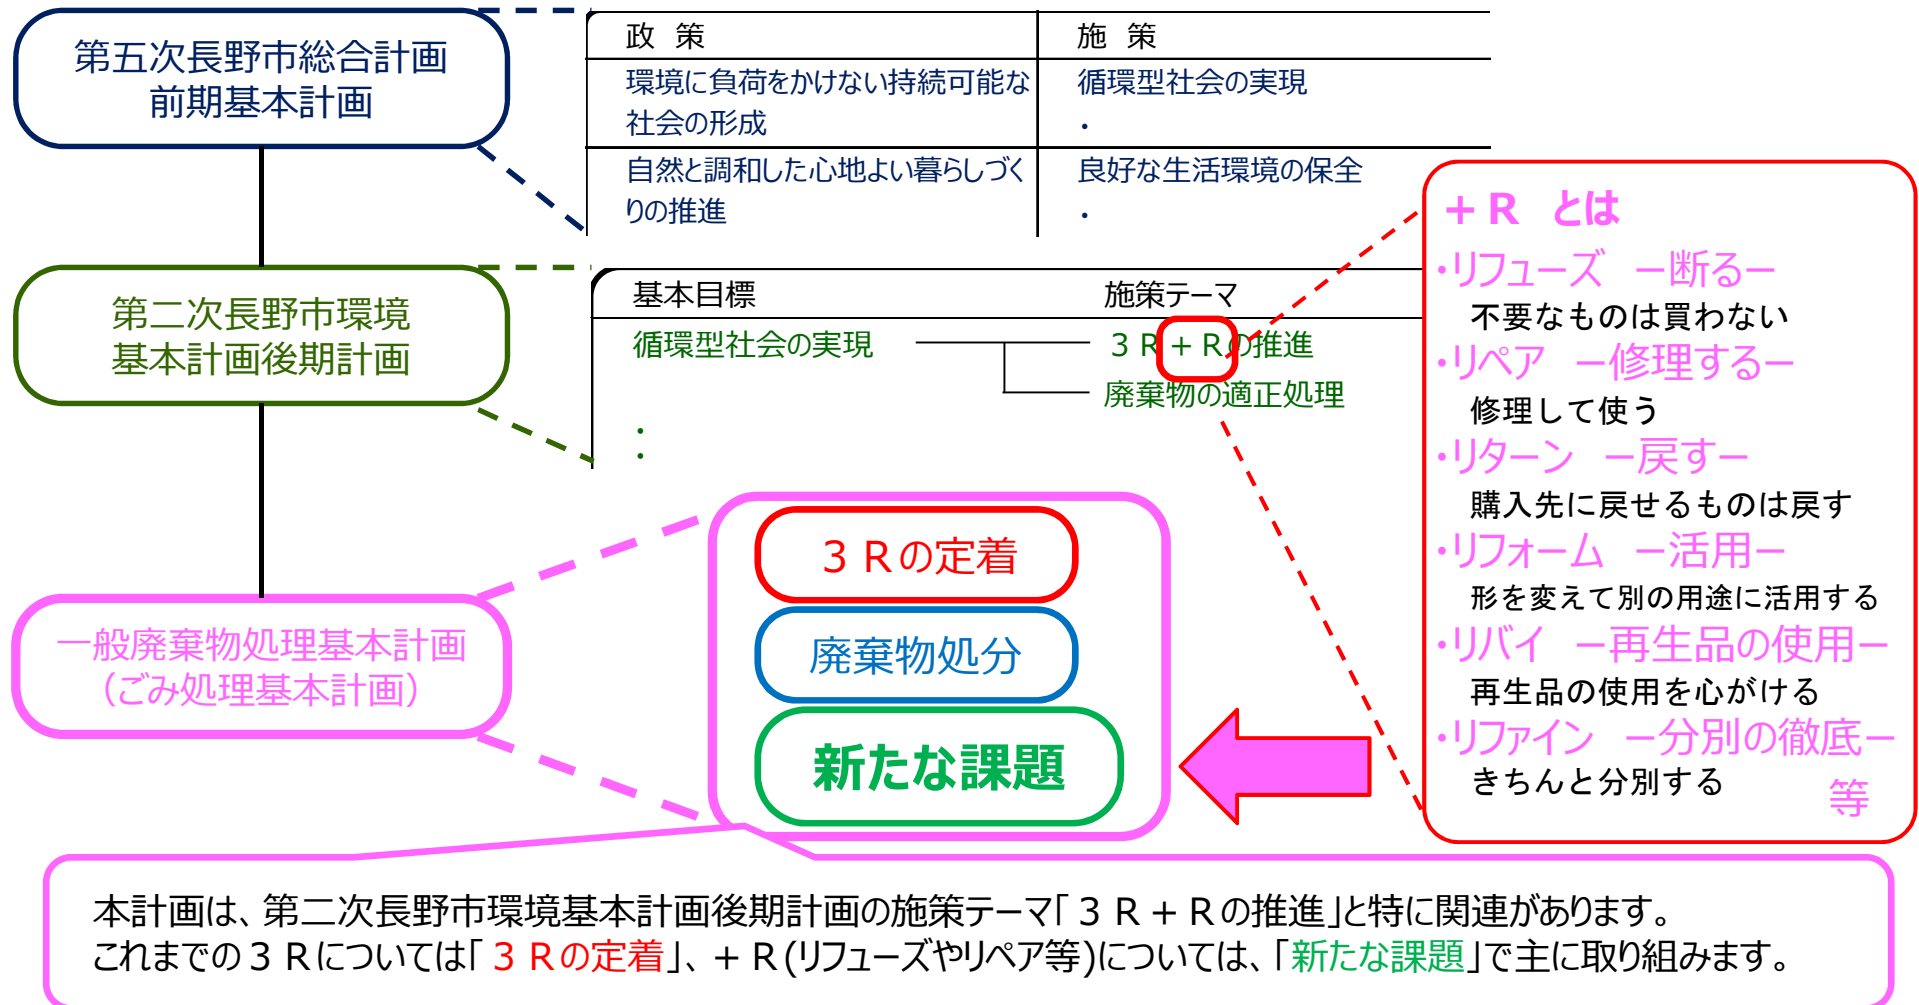 第五次長野市総合計画
前期基本計画
政 策
施 策
環境に負荷をかけない持続可能な
社会の形成
循環型社会の実現
・
自然と調和した心地よい暮らしづく
りの推進
良好な生活環境の保全
・
第二次長野市環境
基本計画後期計画
基本目標
施策テーマ
循環型社会の実現
３Ｒ＋Ｒの推進
廃棄物の適正処理
・
・
一般廃棄物処理基本計画
（ごみ処理基本計画）
３Ｒの定着
廃棄物処分
新たな課題
＋Ｒ とは
・リフューズ －断る－
不要なものは買わない
・リペア －修理する－
修理して使う
・リターン －戻す－
購入先に戻せるものは戻す
・リフォーム －活用－
形を変えて別の用途に活用する
・リバイ －再生品の使用－
再生品の使用を心がける
・リファイン －分別の徹底－
きちんと分別する
等
本計画は、第二次長野市環境基本計画後期計画の施策テーマ「３Ｒ＋Ｒの推進」と特に関連があります。
これまでの３Ｒについては「３Ｒの定着」、＋Ｒ(リフューズやリペア等)については、「新たな課題」で主に取り組みます。